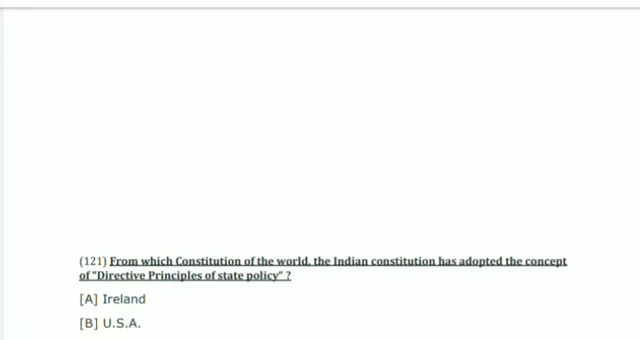 (121) From which Constitution of the world, the Indian constitution has adopted the concept
of "Directive Principles of state policy" ?
[A] Ireland
[B] U.S.A.